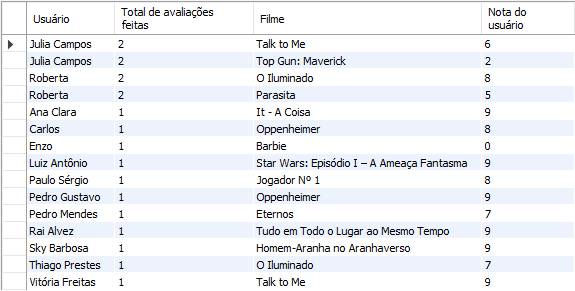 Usuário Total de avaliações feitas Filme Nota do usuário
Julia Campos 2 Talk to Me 6
Julia Campos 2 Top Gun: Maverick 2
Roberta 2 O Iluminado 8
Roberta 2 Parasita 5
Ana Clara 1 It - A Coisa 9
Carlos 1 Oppenheimer 8
Enzo 1 Barbie 0
Luiz Antônio 1 Star Wars: Episódio I – A Ameaça Fantasma 9
Paulo Sérgio 1 Jogador Nº 1 8
Pedro Gustavo 1 Oppenheimer 9
Pedro Mendes 1 Eternos 7
Rai Alvez 1 Tudo em Todo o Lugar ao Mesmo Tempo 9
Sky Barbosa 1 Homem-Aranha no Aranhaverso 9
Thiago Prestes 1 O Iluminado 7
Vitória Freitas 1 Talk to Me 9